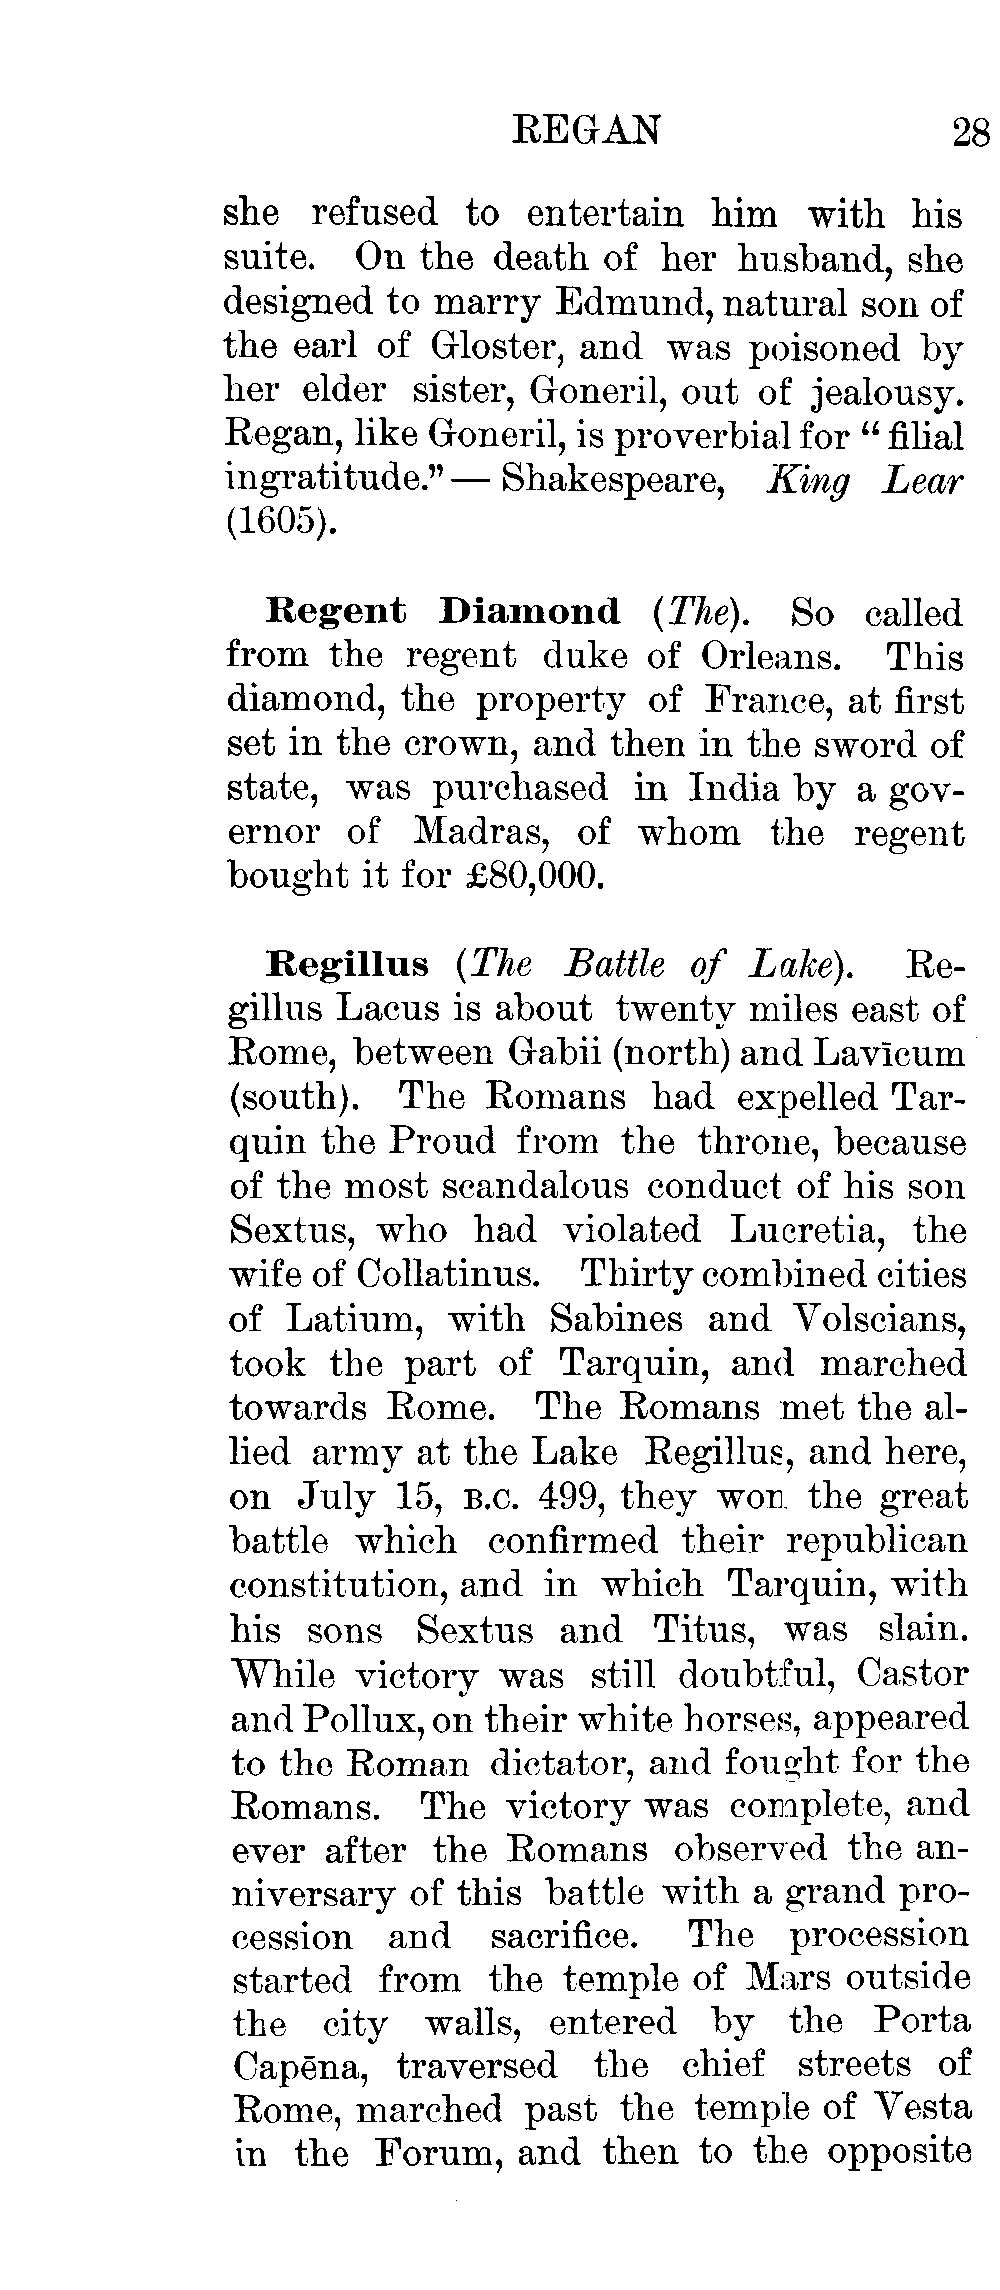 REGAN 28
she refused to entertain him with his
suite. On the death of her husband, she
designed to marry Edmund, natural son of
the earl of Gloster, and was poisoned by
her elder sister, Goneril, out of jealousy.
Regan, like Goneril, is proverbial for “ filial
ingratitude.”— Shakespeare, King Lear
(1605).
Regent Diamond (The). So called
from the regent duke of Orleans. This
diamond, the property of France, at first
set in the crown, and then in the sword of
state, was purchased in India by a gov-
ernor of Madras, of whom the regent
bought it for £80,000.
Regillus (The Battle of Lake). Re-
gillus Lacus is about twenty miles east of
Rome, between Gabii (north) and Lavīcum
(south). The Romans had expelled Tar-
quin the Proud from the throne, because
of the most scandalous conduct of his son
Sextus, who had violated Lucretia, the
wife of Collatinus. Thirty combined cities
of Latium, with Sabines and Volscians,
took the part of Tarquin, and marched
towards Rome. The Romans met the al-
lied army at the Lake Regillus, and here,
on July 15, B.C. 499, they won the great
battle which confirmed their republican
constitution, and in which Tarquin, with
his sons Sextus and Titus, was slain.
While victory was still doubtful, Castor
and Pollux, on their white horses, appeared
to the Roman dictator, and fought for the
Romans. The victory was complete, and
ever after the Romans observed the an-
niversary of this battle with a grand pro-
cession and sacrifice. The procession
started from the temple of Mars outside
the city walls, entered by the Porta
Capēna, traversed the chief streets of
Rome, marched past the temple of Vesta
in the Forum, and then to the opposite